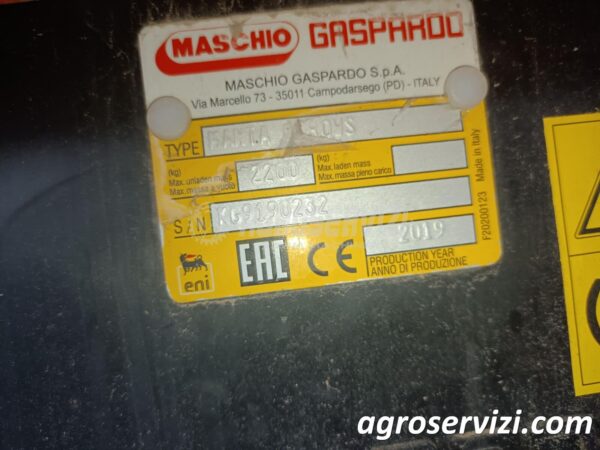 MASCHIO GASPARDO
MASCHIO GASPARDO S.p.A.
Via Marcello 73 - 35011 Campodarsego (PD) - ITALY
TYPE
(kg)
Max. unladen mass
Max. massa a vuoto
2200
(kg)
Max. laden mass
Max. massa pieno carico
S/N KG9190232
2019
PRODUCTION YEAR
ANNO DI PRODUZIONE
eni
EAC CE
F20200123 Made in Italy
agroservizi.com